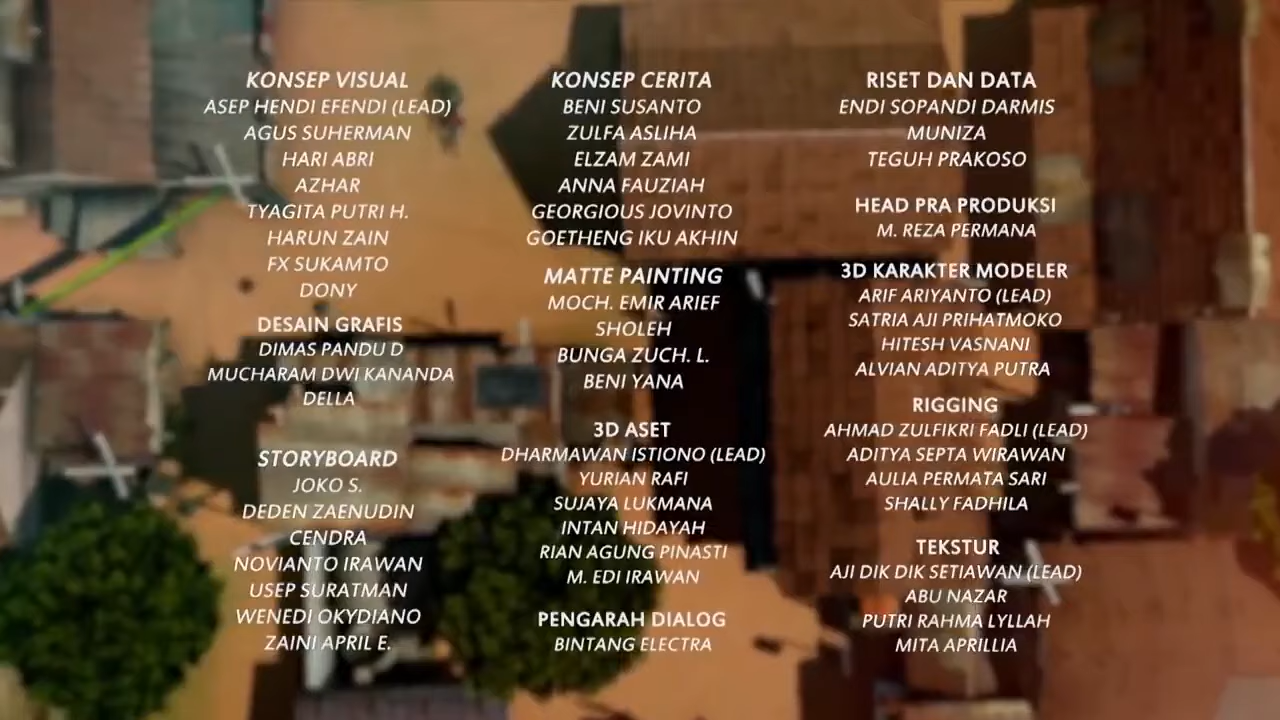 KONSEP VISUAL
ASEP HENDI EFENDI (LEAD)
AGUS SUHERMAN
HARI ABRI
AZHAR
TYAGITA PUTRI H.
HARUN ZAIN
FX SUKAMTO
DONY
DESAIN GRAFIS
DIMAS PANDU D
MUCHARAM DWI KANANDA
DELLA
STORYBOARD
JOKO S.
DEDEN ZAENUDIN
CENDRA
NOVIANTO IRAWAN
USEP SURATMAN
WENEDI OKYDIANO
ZAINI APRIL E.
KONSEP CERITA
BENI SUSANTO
ZULFA ASLIHA
ELZAM ZAMI
ANNA FAUZIAH
GEORGIOUS JOVINTO
GOETHENG IKU AKHIN
MATTE PAINTING
MOCH. EMIR ARIEF
SHOLEH
BUNGA ZUCH. L.
BENI YANA
3D ASET
DHARMAWAN ISTIONO (LEAD)
YURIAN RAFI
SUJAYA LUKMANA
INTAN HIDAYAH
RIAN AGUNG PINASTI
M. EDI IRAWAN
PENGARAH DIALOG
BINTANG ELECTRA
RISET DAN DATA
ENDI SOPANDI DARMIS
MUNIZA
TEGUH PRAKOSO
HEAD PRA PRODUKSI
M. REZA PERMANA
3D KARAKTER MODELER
ARIF ARIYANTO (LEAD)
SATRIA AJI PRIHATMOKO
HITESH VASNANI
ALVIAN ADITYA PUTRA
RIGGING
AHMAD ZULFIKRI FADLI (LEAD)
ADITYA SEPTA WIRAWAN
AULIA PERMATA SARI
SHALLY FADHILA
TEKSTUR
AJI DIK DIK SETIAWAN (LEAD)
ABU NAZAR
PUTRI RAHMA LYLLAH
MITA APRILLIA